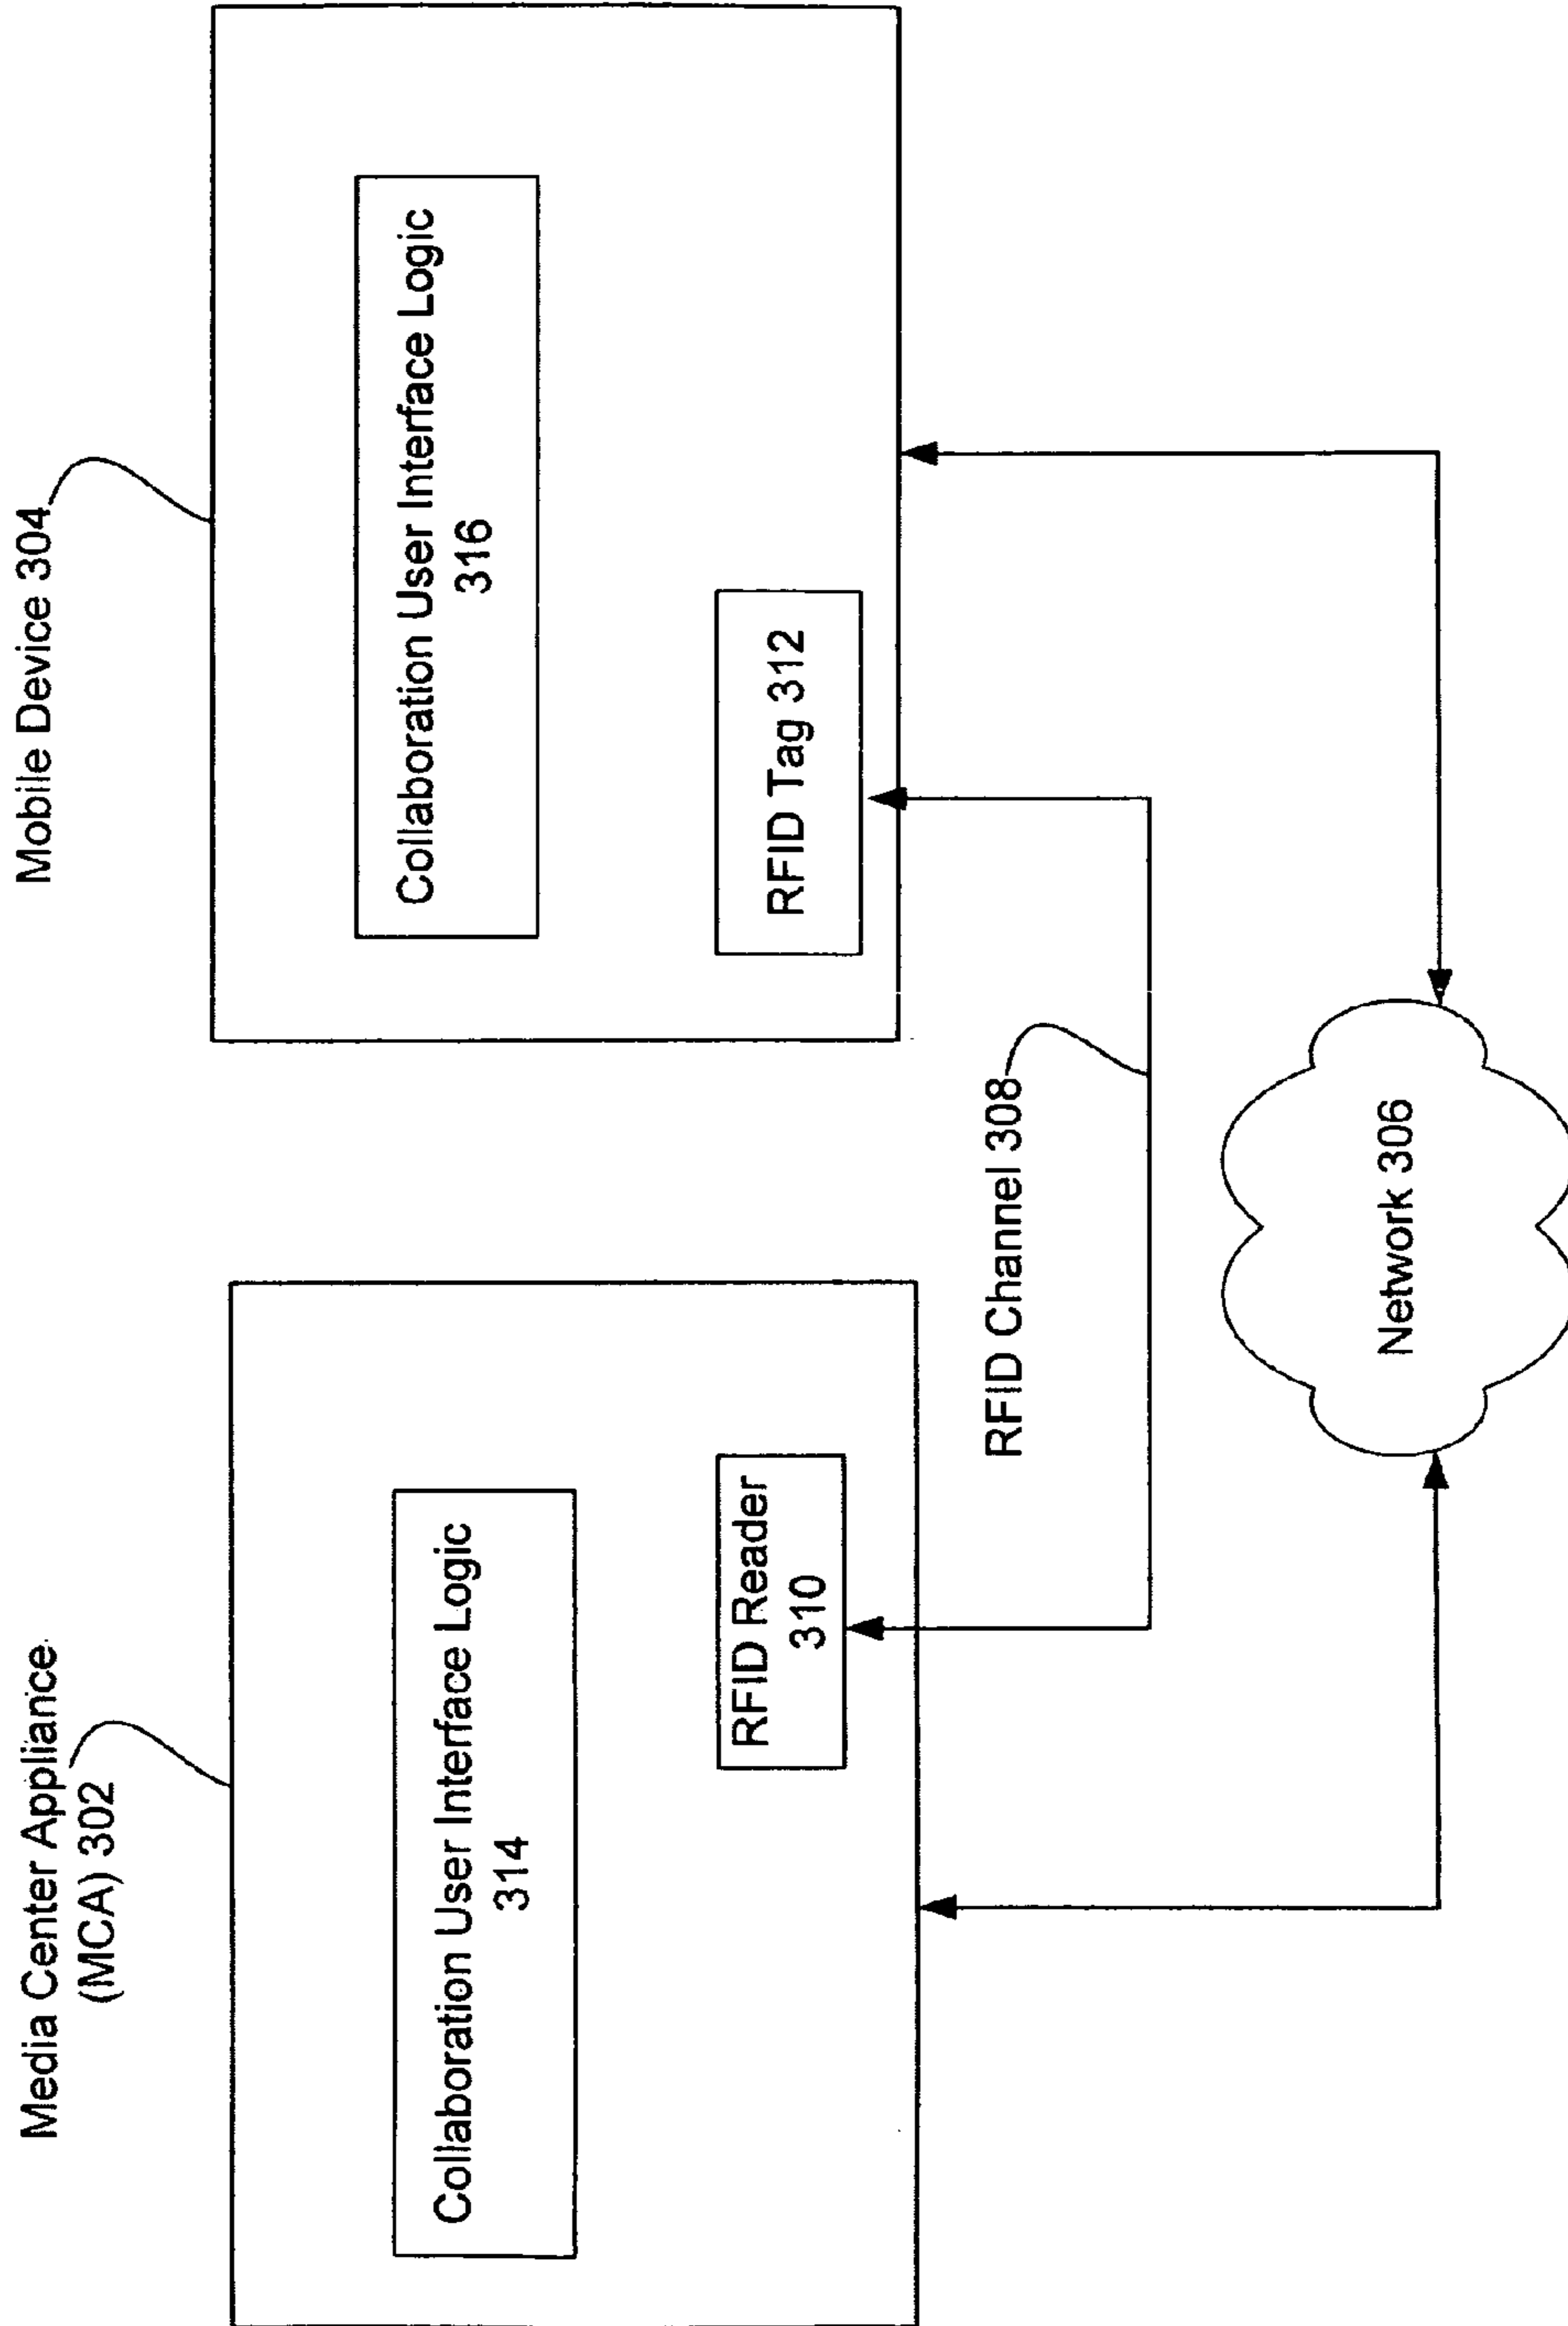 Media Center Appliance
(MCA) 302
Collaboration User Interface Logic
314
RFID Reader
310
Mobile Device 304
Collaboration User Interface Logic
316
RFID Tag 312
RFID Channel 308
Network 306